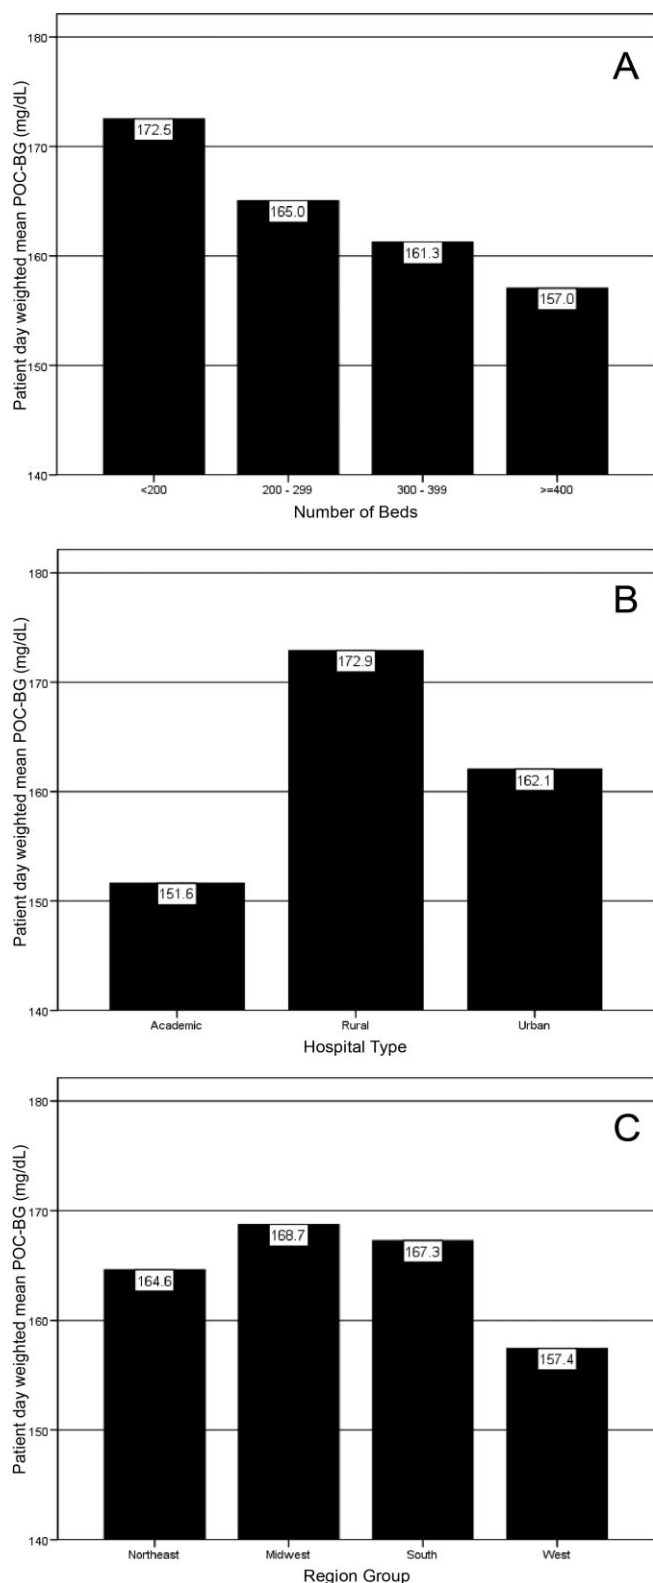 A
Patient day weighted mean POC-BG (mg/dL)
180
170
160
150
140
172.5
165.0
161.3
157.0
<200
200 - 299
300 - 399
>=400
Number of Beds
B
Patient day weighted mean POC-BG (mg/dL)
180
170
160
150
140
151.6
172.9
162.1
Academic
Rural
Urban
Hospital Type
C
Patient day weighted mean POC-BG (mg/dL)
180
170
160
150
140
164.6
168.7
167.3
157.4
Northeast
Midwest
South
West
Region Group